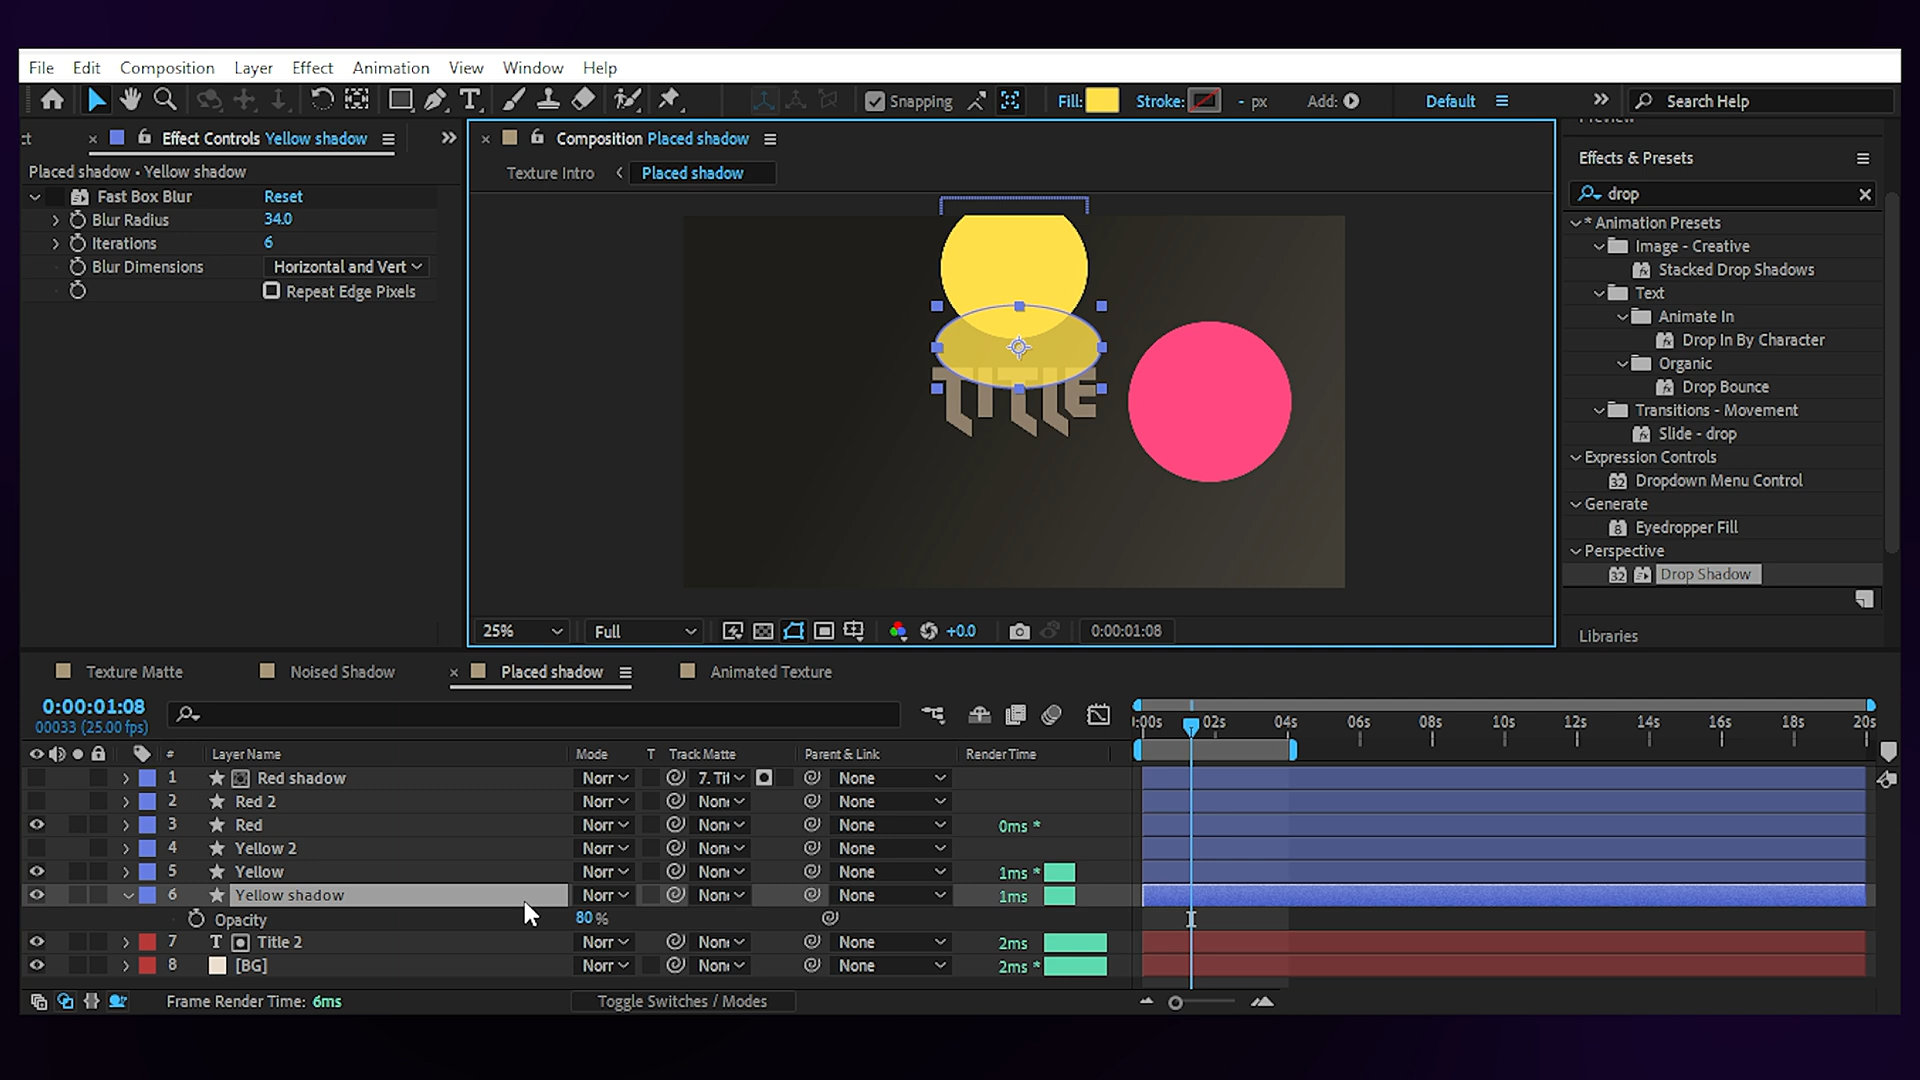 File Edit Composition Layer Effect Animation View Window Help
Snapping Fill: Stroke: - px Add: Default Search Help
Effect Controls Yellow shadow
Placed shadow • Yellow shadow
Fast Box Blur Reset
Blur Radius 34.0
Iterations 6
Blur Dimensions Horizontal and Vert
Repeat Edge Pixels
Composition Placed shadow
Texture Intro Placed shadow
TITLE
25% Full +0.0 0:00:01:08
Effects & Presets
drop
* Animation Presets
Image - Creative
Stacked Drop Shadows
Text
Animate In
Drop In By Character
Organic
Drop Bounce
Transitions - Movement
Slide - drop
Expression Controls
32 Dropdown Menu Control
Generate
8 Eyedropper Fill
Perspective
32 Drop Shadow
Libraries
Texture Matte Noised Shadow Placed shadow Animated Texture
0:00:01:08
00033 (25.00 fps)
:00s 02s 04s 06s 08s 10s 12s 14s 16s 18s 20s
# Layer Name Mode T Track Matte Parent & Link Render Time
1 Red shadow Norr 7. Tit None
2 Red 2 Norr Non None
3 Red Norr Non None 0ms *
4 Yellow 2 Norr Non None
5 Yellow Norr Non None 1ms *
6 Yellow shadow Norr Non None 1ms
Opacity 80 %
7 T Title 2 Norr Non None 2ms
8 [BG] Norr Non None 2ms *
Frame Render Time: 6ms Toggle Switches / Modes